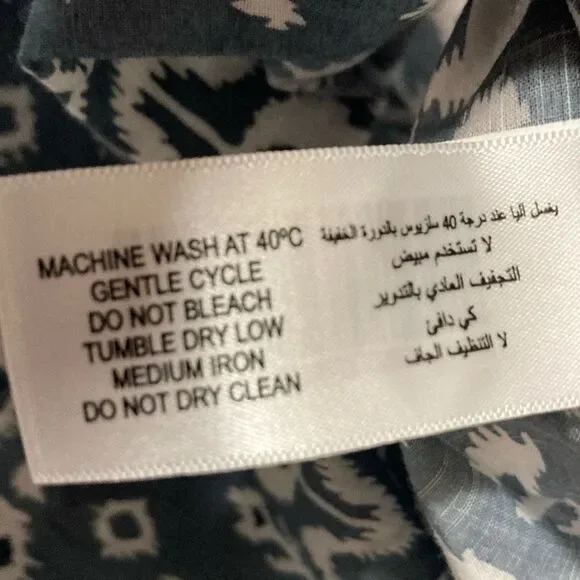 MACHINE WASH AT 40ºC
GENTLE CYCLE
DO NOT BLEACH
TUMBLE DRY LOW
MEDIUM IRON
DO NOT DRY CLEAN
يغسل آليا عند درجة 40 سلزيوس بالدورة الخفيفة
لا تستخدم مبيض
التجفيف العادي بالتدوير
كي دافئ
لا التنظيف الجاف